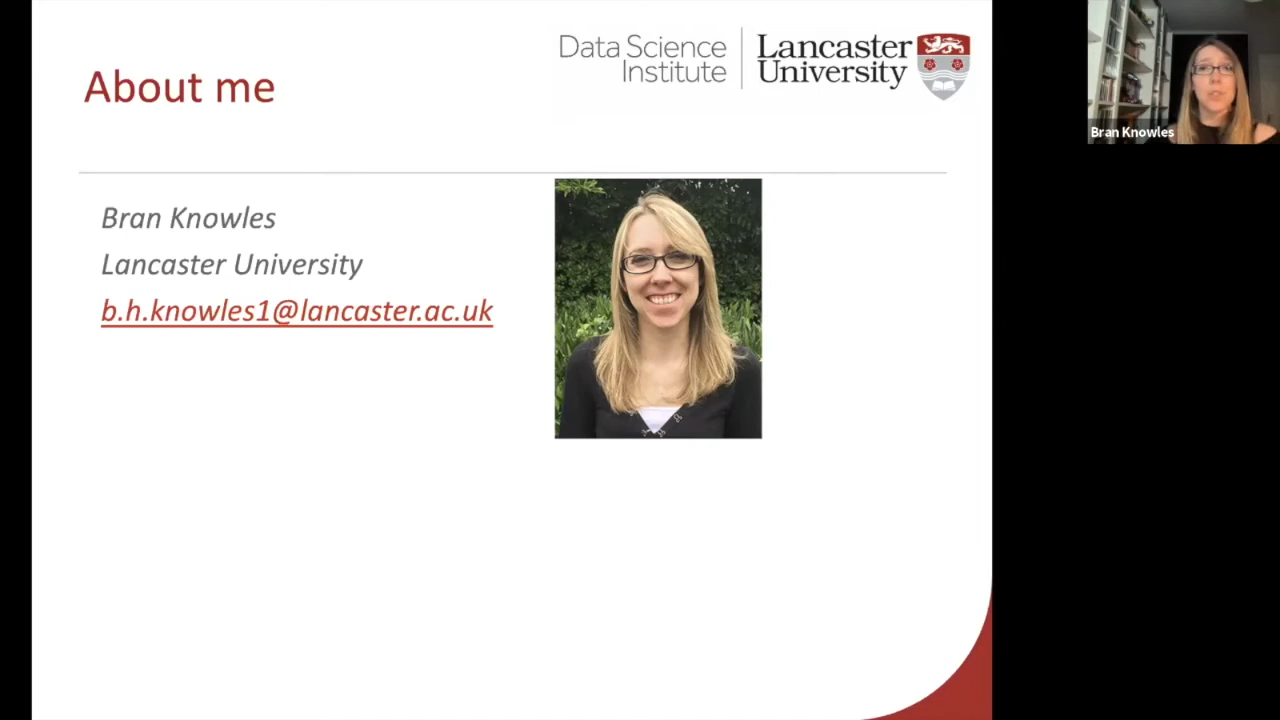 About me
Data Science
Institute
Lancaster
University
Bran Knowles
Lancaster University
b.h.knowles1@lancaster.ac.uk
Bran Knowles